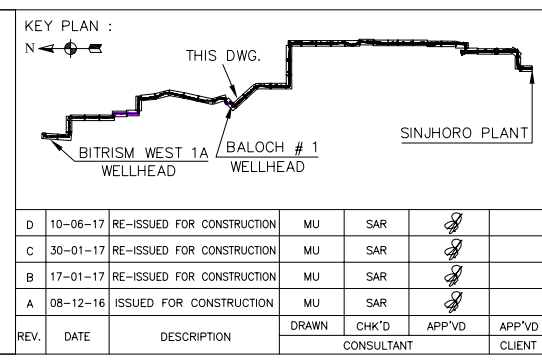 KEY PLAN :
N
THIS DWG.
SINJHORO PLANT
BITRISM WEST 1A
WELLHEAD
BALOCH # 1
WELLHEAD
D 10-06-17 RE-ISSUED FOR CONSTRUCTION MU SAR
C 30-01-17 RE-ISSUED FOR CONSTRUCTION MU SAR
B 17-01-17 RE-ISSUED FOR CONSTRUCTION MU SAR
A 08-12-16 ISSUED FOR CONSTRUCTION MU SAR
REV. DATE DESCRIPTION DRAWN CHK'D APP'VD APP'VD
CONSULTANT CLIENT